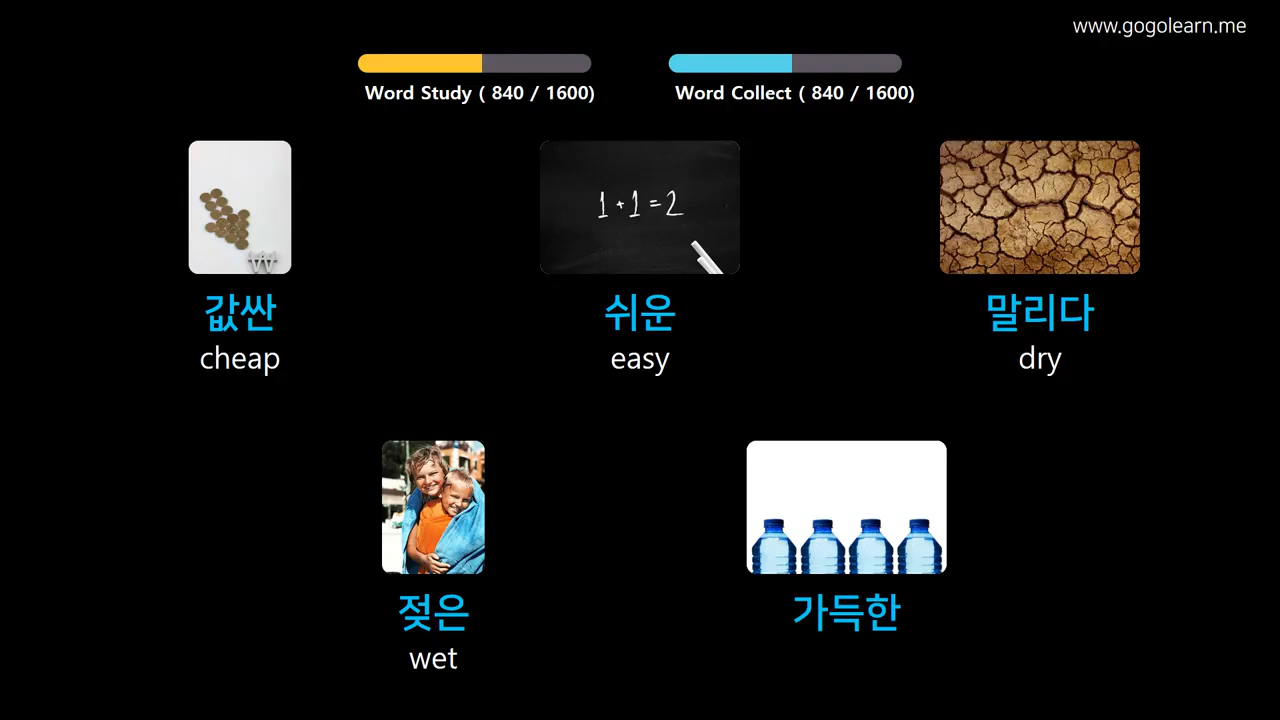 www.gogolearn.me
Word Study ( 840 / 1600)
Word Collect ( 840 / 1600)
1 + 1 = 2
값싼
cheap
쉬운
easy
말리다
dry
젖은
wet
가득한